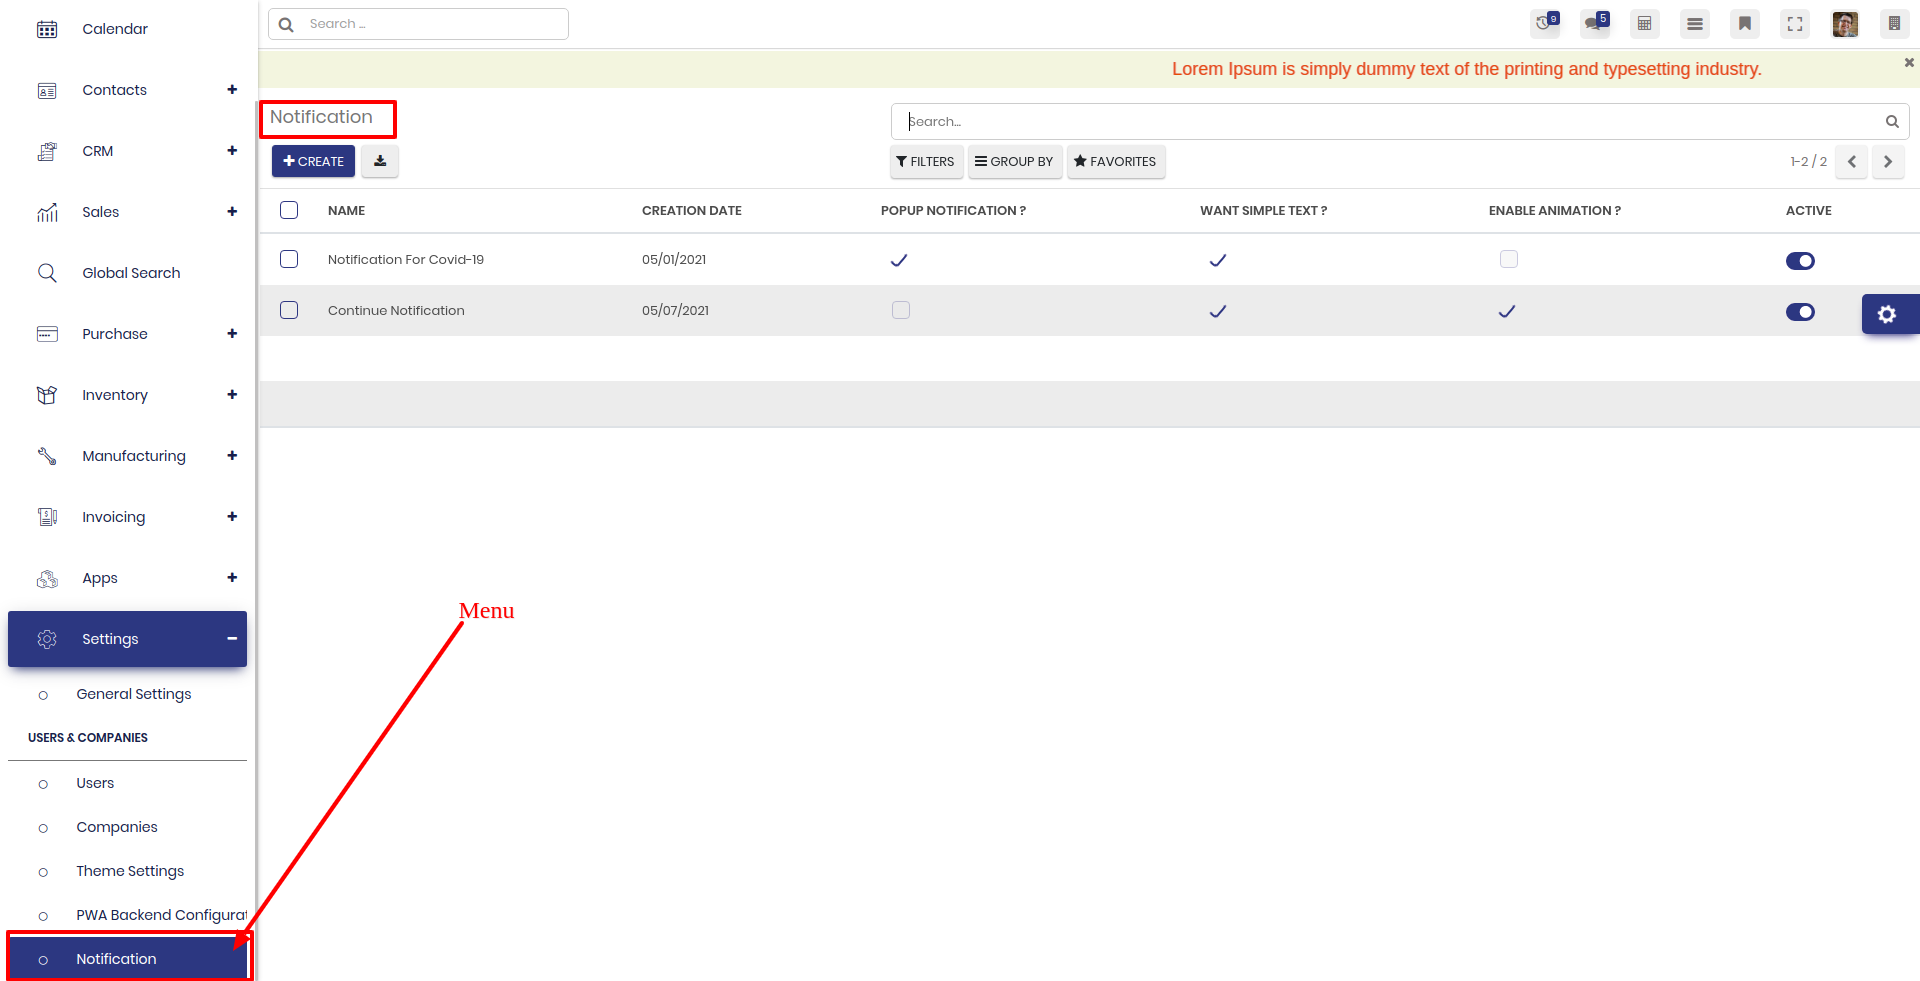 Calendar
Contacts
CRM
Sales
Global Search
Purchase
Inventory
Manufacturing
Invoicing
Apps
Settings
General Settings
USERS & COMPANIES
Users
Companies
Theme Settings
PWA Backend Configurat
Notification
Search ...
9
5
Lorem Ipsum is simply dummy text of the printing and typesetting industry.
Notification
Search...
CREATE
FILTERS GROUP BY FAVORITES
1-2 / 2
NAME CREATION DATE POPUP NOTIFICATION ? WANT SIMPLE TEXT ? ENABLE ANIMATION ? ACTIVE
Notification For Covid-19 05/01/2021
Continue Notification 05/07/2021
Menu